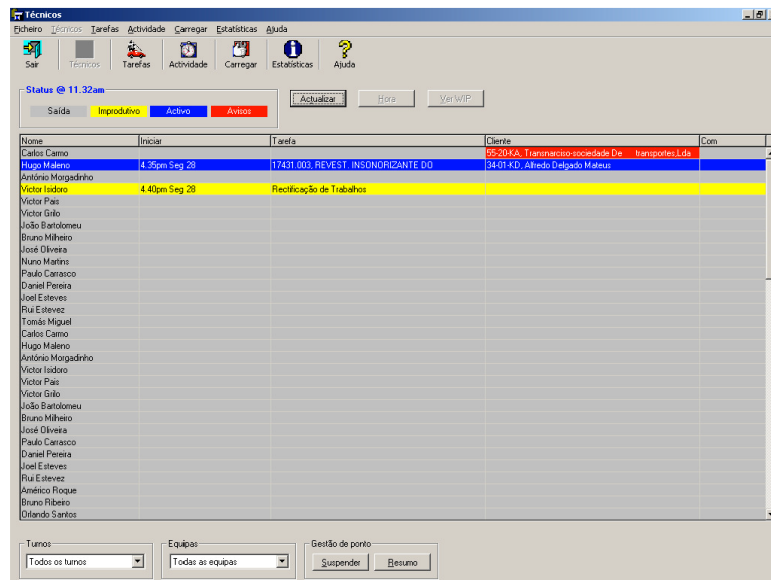 Técnicos
Ficheiro Técnicos Tarefas Actividade Carregar Estatísticas Ajuda
Sair Técnicos Tarefas Actividade Carregar Estatísticas Ajuda
Status @ 11.32am
Saída Improdutivo Activo Avisos
Actualizar Hora Ver WIP
Nome Iniciar Tarefa Cliente Com
Carlos Carmo 55-20-KA, Transnarciso-sociedade De transportes,Lda
Hugo Maleno 4.35pm Seg 28 17431.003, REVEST. INSONORIZANTE DO 34-01-KD, Alfredo Delgado Mateus
António Morgadinho
Victor Isidoro 4.40pm Seg 28 Rectificação de Trabalhos
Victor Pais
Victor Grilo
João Bartolomeu
Bruno Milheiro
José Oliveira
Nuno Martins
Paulo Carrasco
Daniel Pereira
Joel Esteves
Rui Estevez
Tomás Miguel
Carlos Carmo
Hugo Maleno
António Morgadinho
Victor Isidoro
Victor Pais
Victor Grilo
João Bartolomeu
Bruno Milheiro
José Oliveira
Paulo Carrasco
Daniel Pereira
Joel Esteves
Rui Estevez
Américo Roque
Bruno Ribeiro
Orlando Santos
Turnos Equipas Gestão de ponto
Todos os turnos Todas as equipas Suspender Resumo